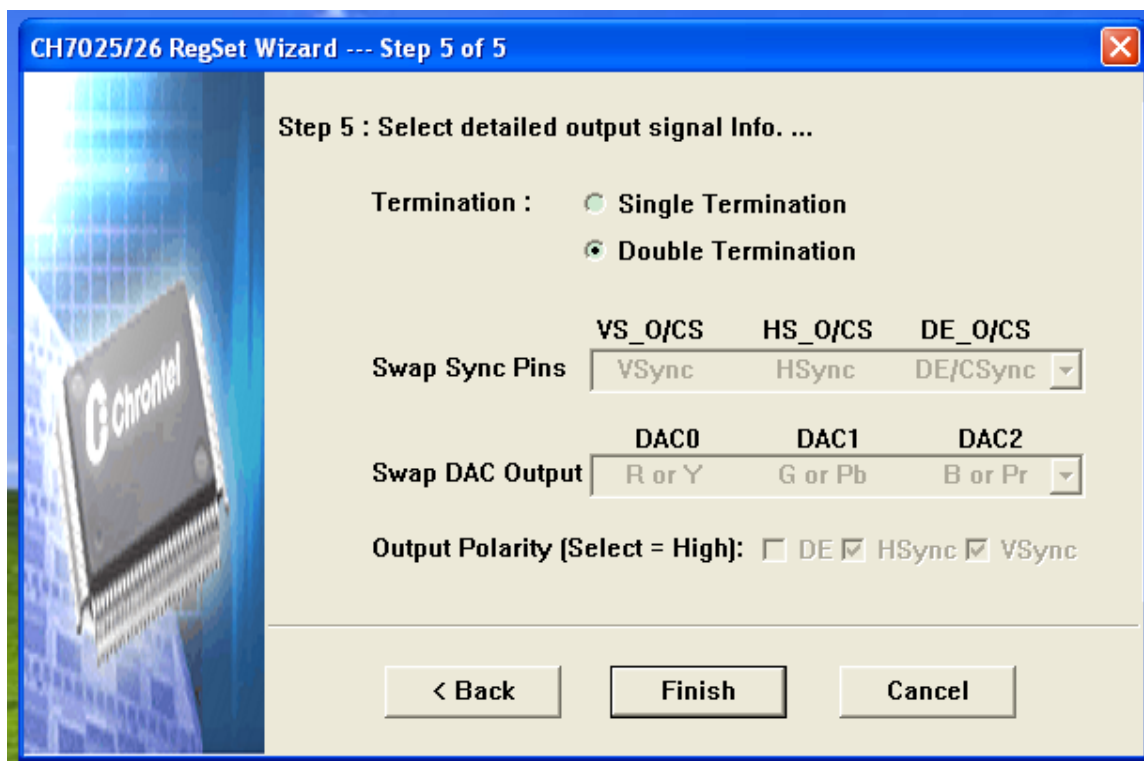 CH7025/26 RegSet Wizard --- Step 5 of 5
Step 5 : Select detailed output signal Info. ...
Termination :
Single Termination
Double Termination
VS_O/CS HS_O/CS DE_O/CS
Swap Sync Pins VSync HSync DE/CSync
DAC0 DAC1 DAC2
Swap DAC Output R or Y G or Pb B or Pr
Output Polarity (Select = High): DE HSync VSync
Chrontel
< Back Finish Cancel